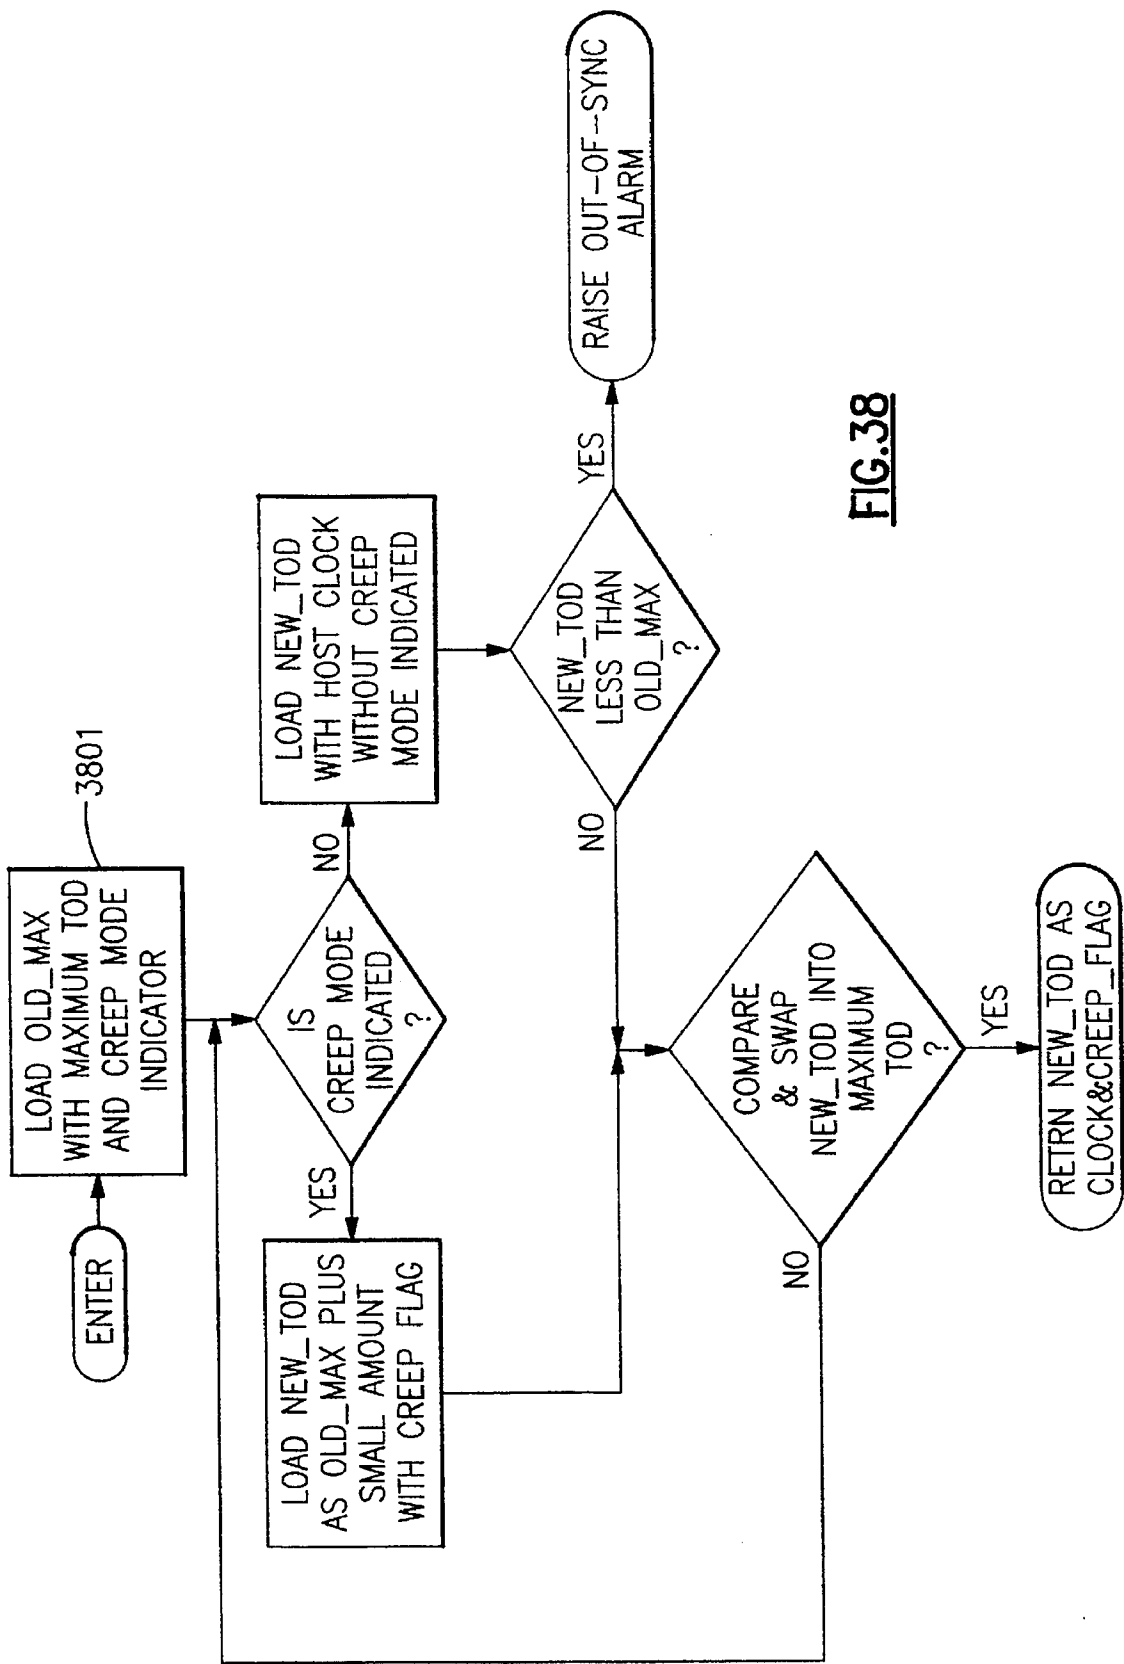 ENTER
LOAD OLD_MAX
WITH MAXIMUM TOD
AND CREEP MODE
INDICATOR
3801
IS
CREEP MODE
INDICATED
?
YES
NO
LOAD NEW_TOD
AS OLD_MAX PLUS
SMALL AMOUNT
WITH CREEP FLAG
LOAD NEW_TOD
WITH HOST CLOCK
WITHOUT CREEP
MODE INDICATED
NEW_TOD
LESS THAN
OLD_MAX
?
NO
YES
RAISE OUT-OF-SYNC
ALARM
COMPARE
& SWAP
NEW_TOD INTO
MAXIMUM
TOD
?
NO
YES
RETRN NEW_TOD AS
CLOCK&CREEP_FLAG
FIG.38